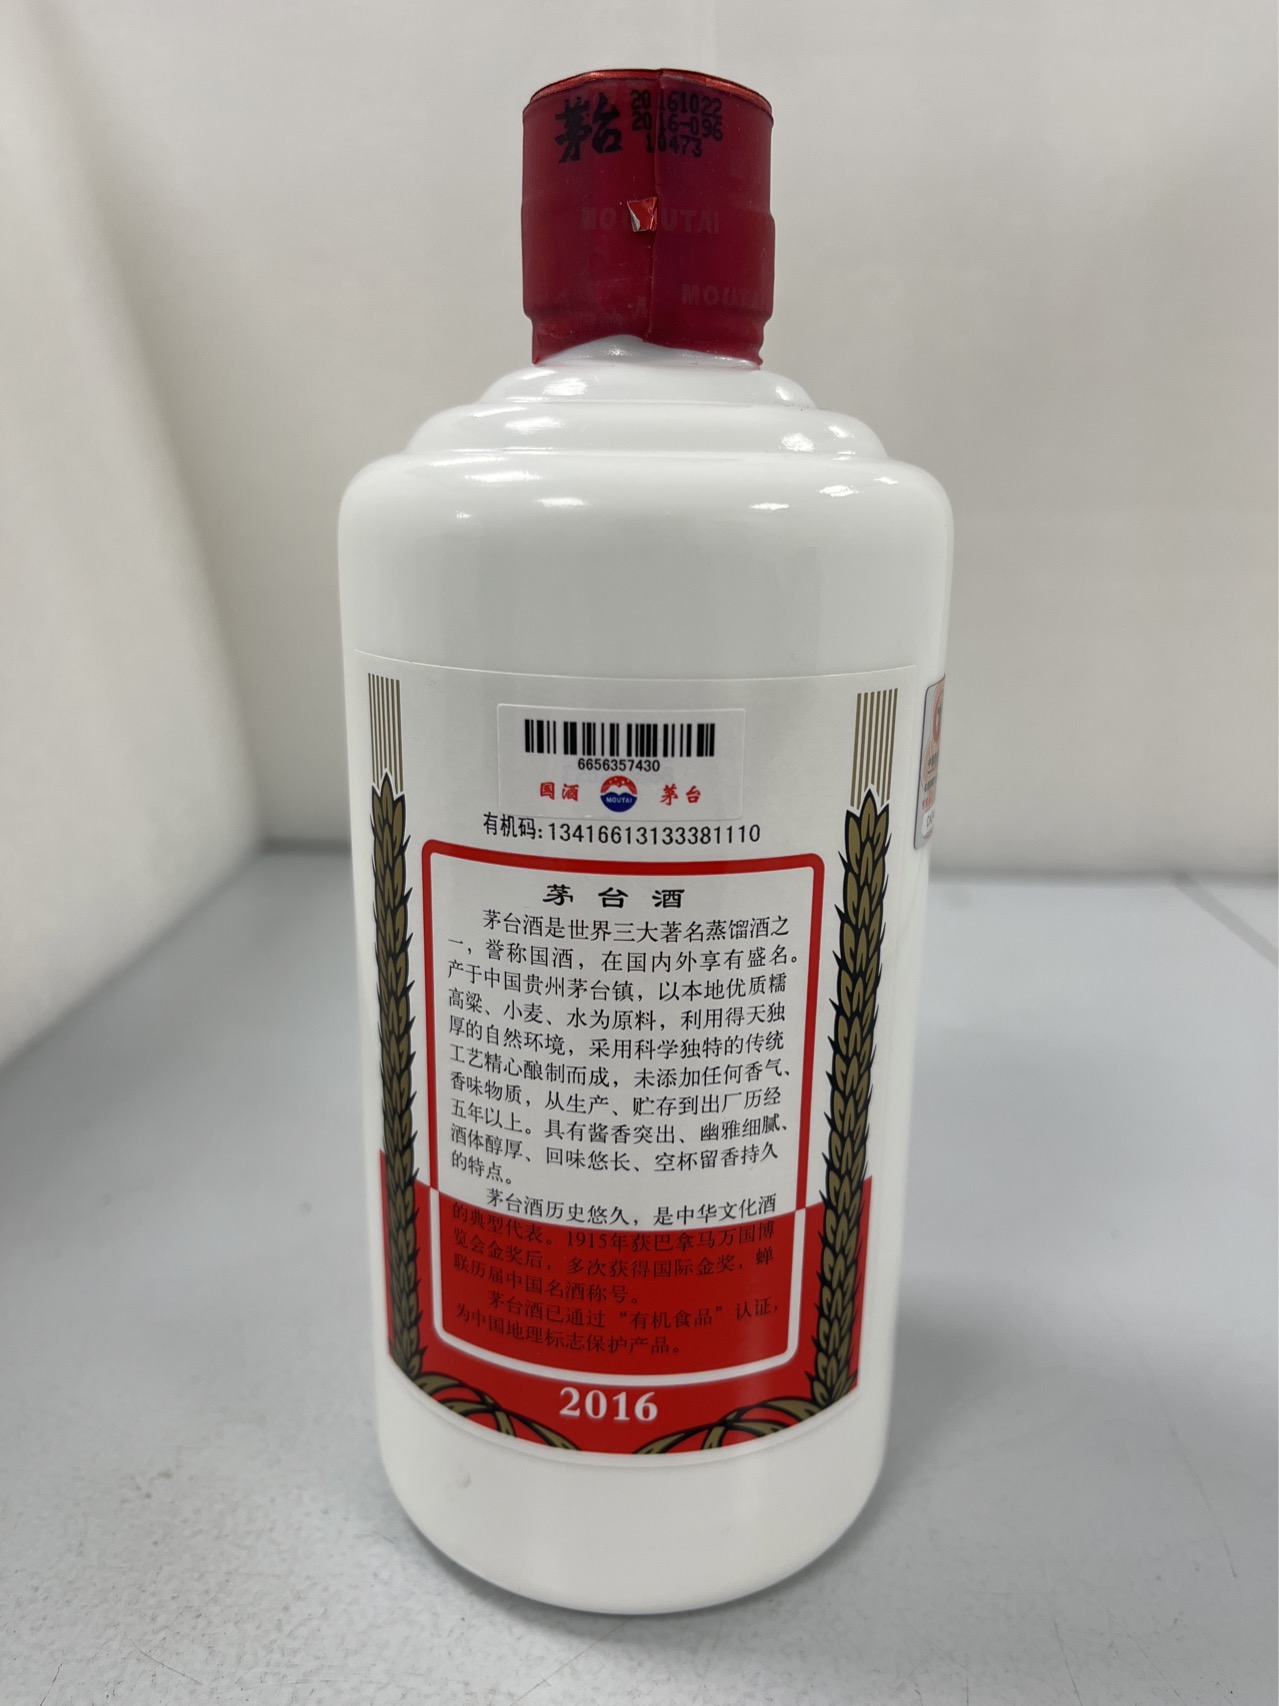 茅台
20161022
2016-096
10473
MOUTAI
MOUTAI
6656357430
国酒
MOUTAI
茅台
有机码:13416613133381110
茅台酒
茅台酒是世界三大著名蒸馏酒之
一，誉称国酒，在国内外享有盛名。
产于中国贵州茅台镇，以本地优质糯
高粱、小麦、水为原料，利用得天独
厚的自然环境，采用科学独特的传统
工艺精心酿制而成，未添加任何香气、
香味物质，从生产、贮存到出厂历经
五年以上。具有酱香突出、幽雅细腻、
酒体醇厚、回味悠长、空杯留香持久
的特点。
茅台酒历史悠久，是中华文化酒
的典型代表。1915年获巴拿马万国博
览会金奖后，多次获得国际金奖，蝉
联历届中国名酒称号。
茅台酒已通过“有机食品”认证，
为中国地理标志保护产品。
2016